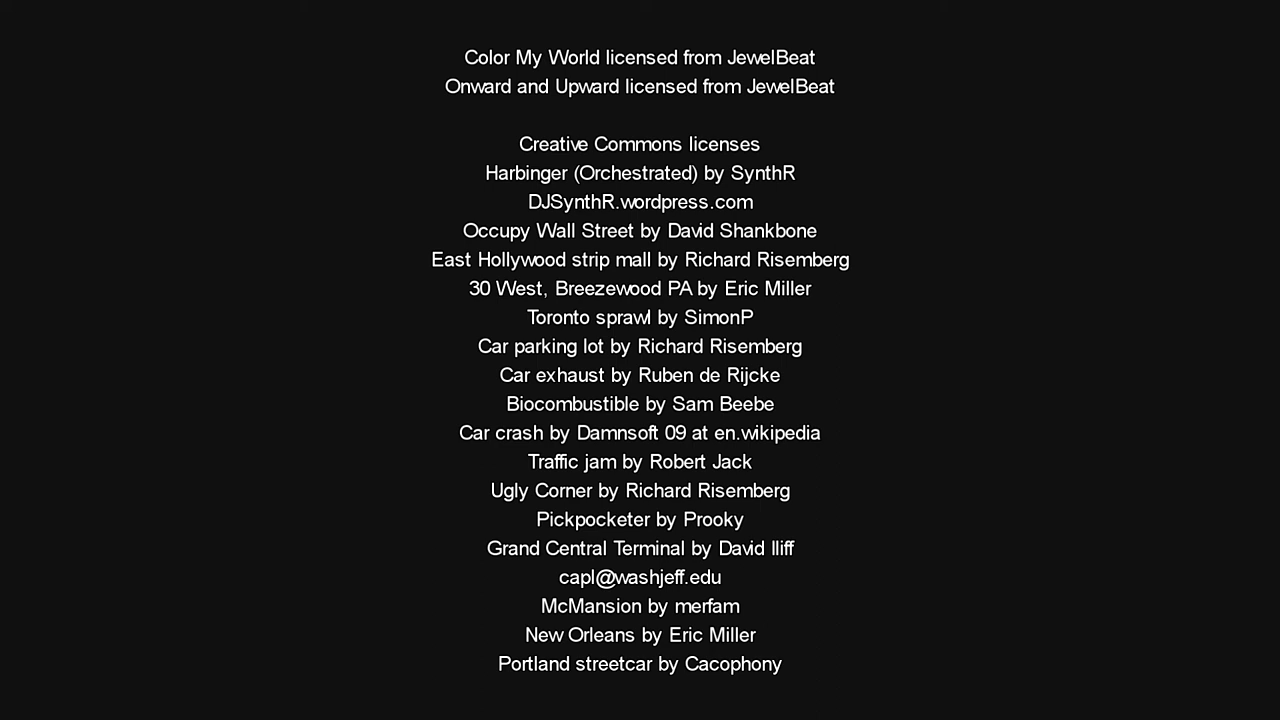 Color My World licensed from JewelBeat
Onward and Upward licensed from JewelBeat
Creative Commons licenses
Harbinger (Orchestrated) by SynthR
DJSynthR.wordpress.com
Occupy Wall Street by David Shankbone
East Hollywood strip mall by Richard Risemberg
30 West, Breezewood PA by Eric Miller
Toronto sprawl by SimonP
Car parking lot by Richard Risemberg
Car exhaust by Ruben de Rijcke
Biocombustible by Sam Beebe
Car crash by Damnsoft 09 at en.wikipedia
Traffic jam by Robert Jack
Ugly Corner by Richard Risemberg
Pickpocketer by Prooky
Grand Central Terminal by David Iliff
capl@washjeff.edu
McMansion by merfam
New Orleans by Eric Miller
Portland streetcar by Cacophony